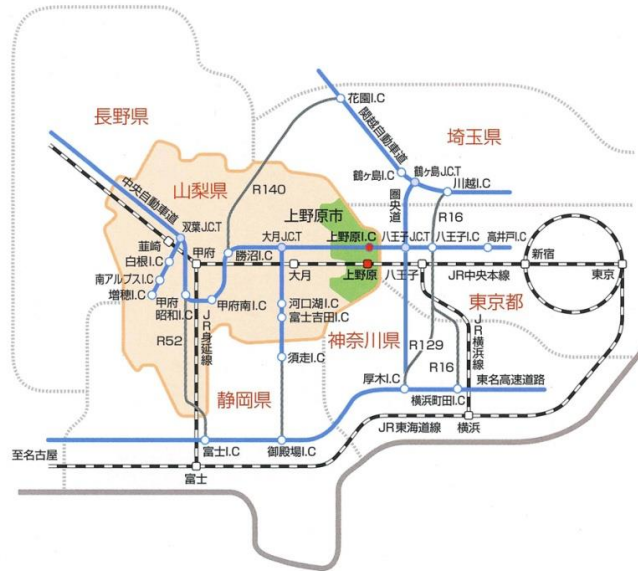 花園I.C
関越自動車道
長野県
埼玉県
鶴ヶ島I.C
鶴ヶ島J.C.T
川越I.C
中央自動車道
山梨県
R140
圏央道
R16
上野原市
双葉J.C.T
大月J.C.T
上野原I.C
八王子J.C.T
八王子I.C
高井戸I.C
韮崎
甲府
勝沼I.C
新宿
白根I.C
大月
上野原
八王子
JR中央本線
東京
南アルプスI.C
増穂I.C
甲府昭和I.C
甲府南I.C
河口湖I.C
富士吉田I.C
東京都
JR身延線
神奈川県
JR横浜線
R52
須走I.C
R129
R16
静岡県
厚木I.C
東名高速道路
横浜町田I.C
JR東海道線
横浜
至名古屋
富士I.C
御殿場I.C
富士